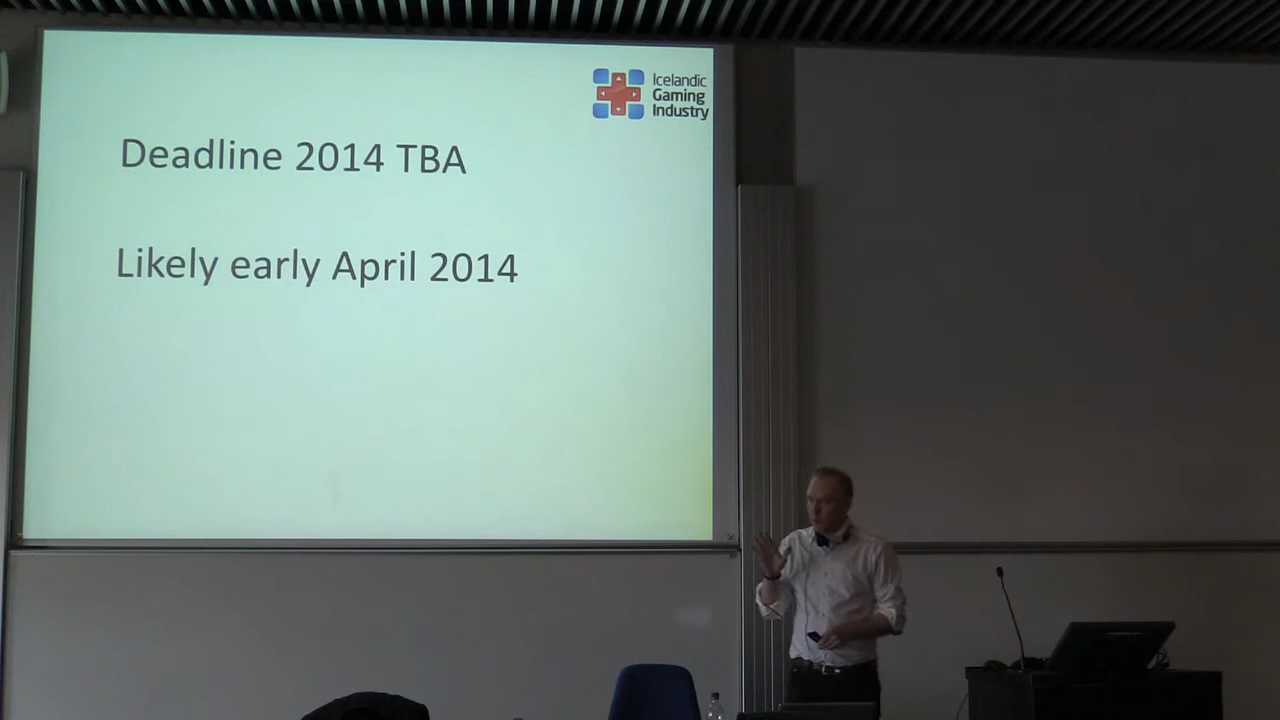 Icelandic
Gaming
Industry
Deadline 2014 TBA
Likely early April 2014